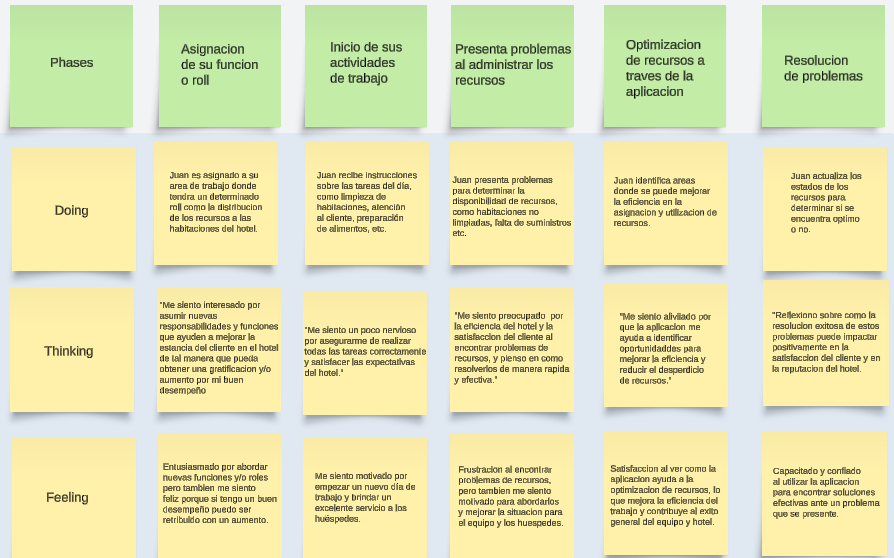 Phases
Asignacion
de su funcion
o roll
Inicio de sus
actividades
de trabajo
Presenta problemas
al administrar los
recursos
Optimizacion
de recursos a
traves de la
aplicacion
Resolucion
de problemas
Doing
Juan es asignado a su
area de trabajo donde
tendra un determinado
roll como la distribucion
de los recursos a las
habitaciones del hotel.
Juan recibe instrucciones
sobre las tareas del día,
como limpieza de
habitaciones, atención
al cliente, preparación
de alimentos, etc.
Juan presenta problemas
para determinar la
disponibilidad de recursos,
como habitaciones no
limpiadas, falta de suministros
etc.
Juan identifica areas
donde se puede mejorar
la eficiencia en la
asignacion y utilizacion de
recursos.
Juan actualiza los
estados de los
recursos para
determinar si se
encuentra optimo
o no.
Thinking
"Me siento interesado por
asumir nuevas
responsabilidades y funciones
que ayuden a mejorar la
estancia del cliente en el hotel
de tal manera que pueda
obtener una gratificacion y/o
aumento por mi buen
desempeño
"Me siento un poco nervioso
por asegurarme de realizar
todas las tareas correctamente
y satisfacer las expectativas
del hotel."
"Me siento preocupado por
la eficiencia del hotel y la
satisfaccion del cliente al
encontrar problemas de
recursos, y pienso en como
resolverlos de manera rapida
y efectiva."
"Me siento aliviado por
que la aplicacion me
ayuda a identificar
oportunidaddes para
mejorar la eficiencia y
reducir el desperdicio
de recursos."
"Reflexiono sobre como la
resolucion exitosa de estos
problemas puede impactar
positivamente en la
satisfaccion del cliente y en
la reputacion del hotel.
Feeling
Entusiasmado por abordar
nuevas funciones y/o roles
pero tambien me siento
feliz porque si tengo un buen
desempeño puedo ser
retribuido con un aumento.
Me siento motivado por
empezar un nuevo día de
trabajo y brindar un
excelente servicio a los
huéspedes.
Frustracion al encontrar
problemas de recursos,
pero tambien me siento
motivado para abordarlos
y mejorar la situacion para
el equipo y los huespedes.
Satisfaccion al ver como la
aplicacion ayuda a la
optimizacion de recursos, lo
que mejora la eficiencia del
trabajo y contribuye al exito
general del equipo y hotel.
Capacitado y confiado
al utilizar la aplicacion
para encontrar soluciones
efectivas ante un problema
que se presente.